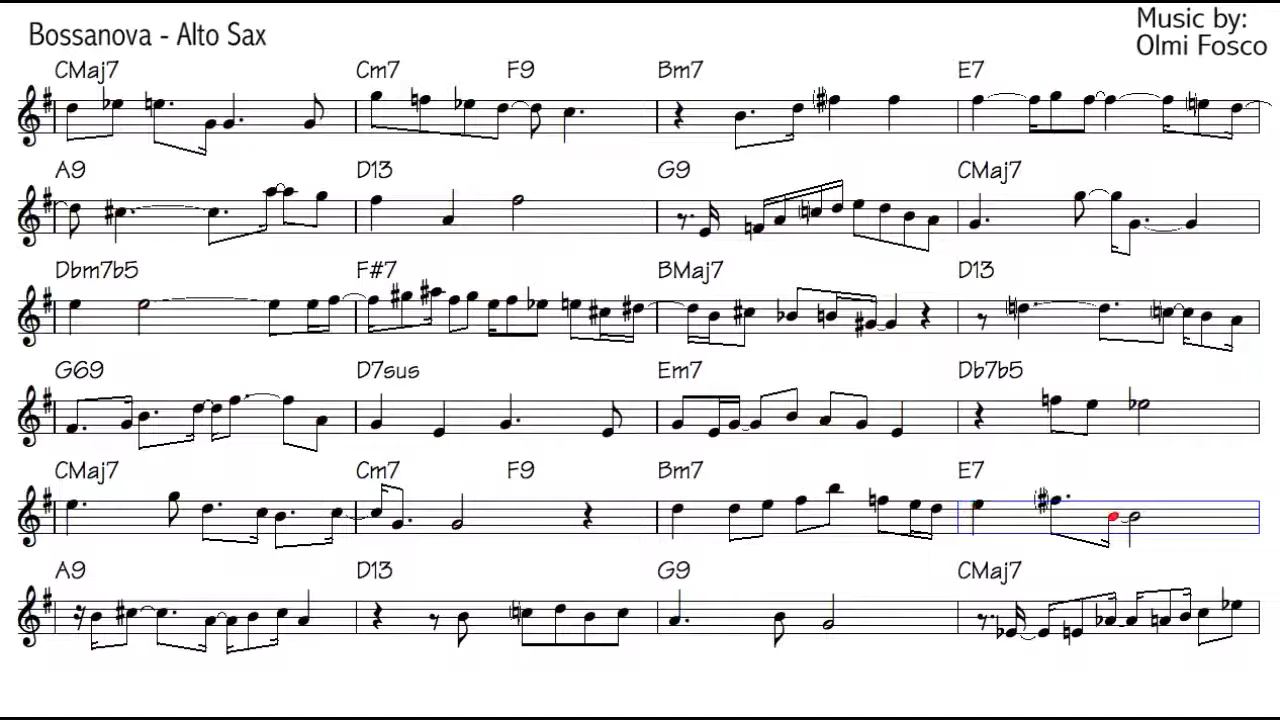 Music by:
Bossanova - Alto Sax
Olmi Fosco
CMaj7 Cm7 F9 Bm7 E7
A9 D13 G9 CMaj7
Dbm7b5 F#7 BMaj7 D13
G69 D7sus Em7 Db7b5
CMaj7 Cm7 F9 Bm7 E7
A9 D13 G9 CMaj7